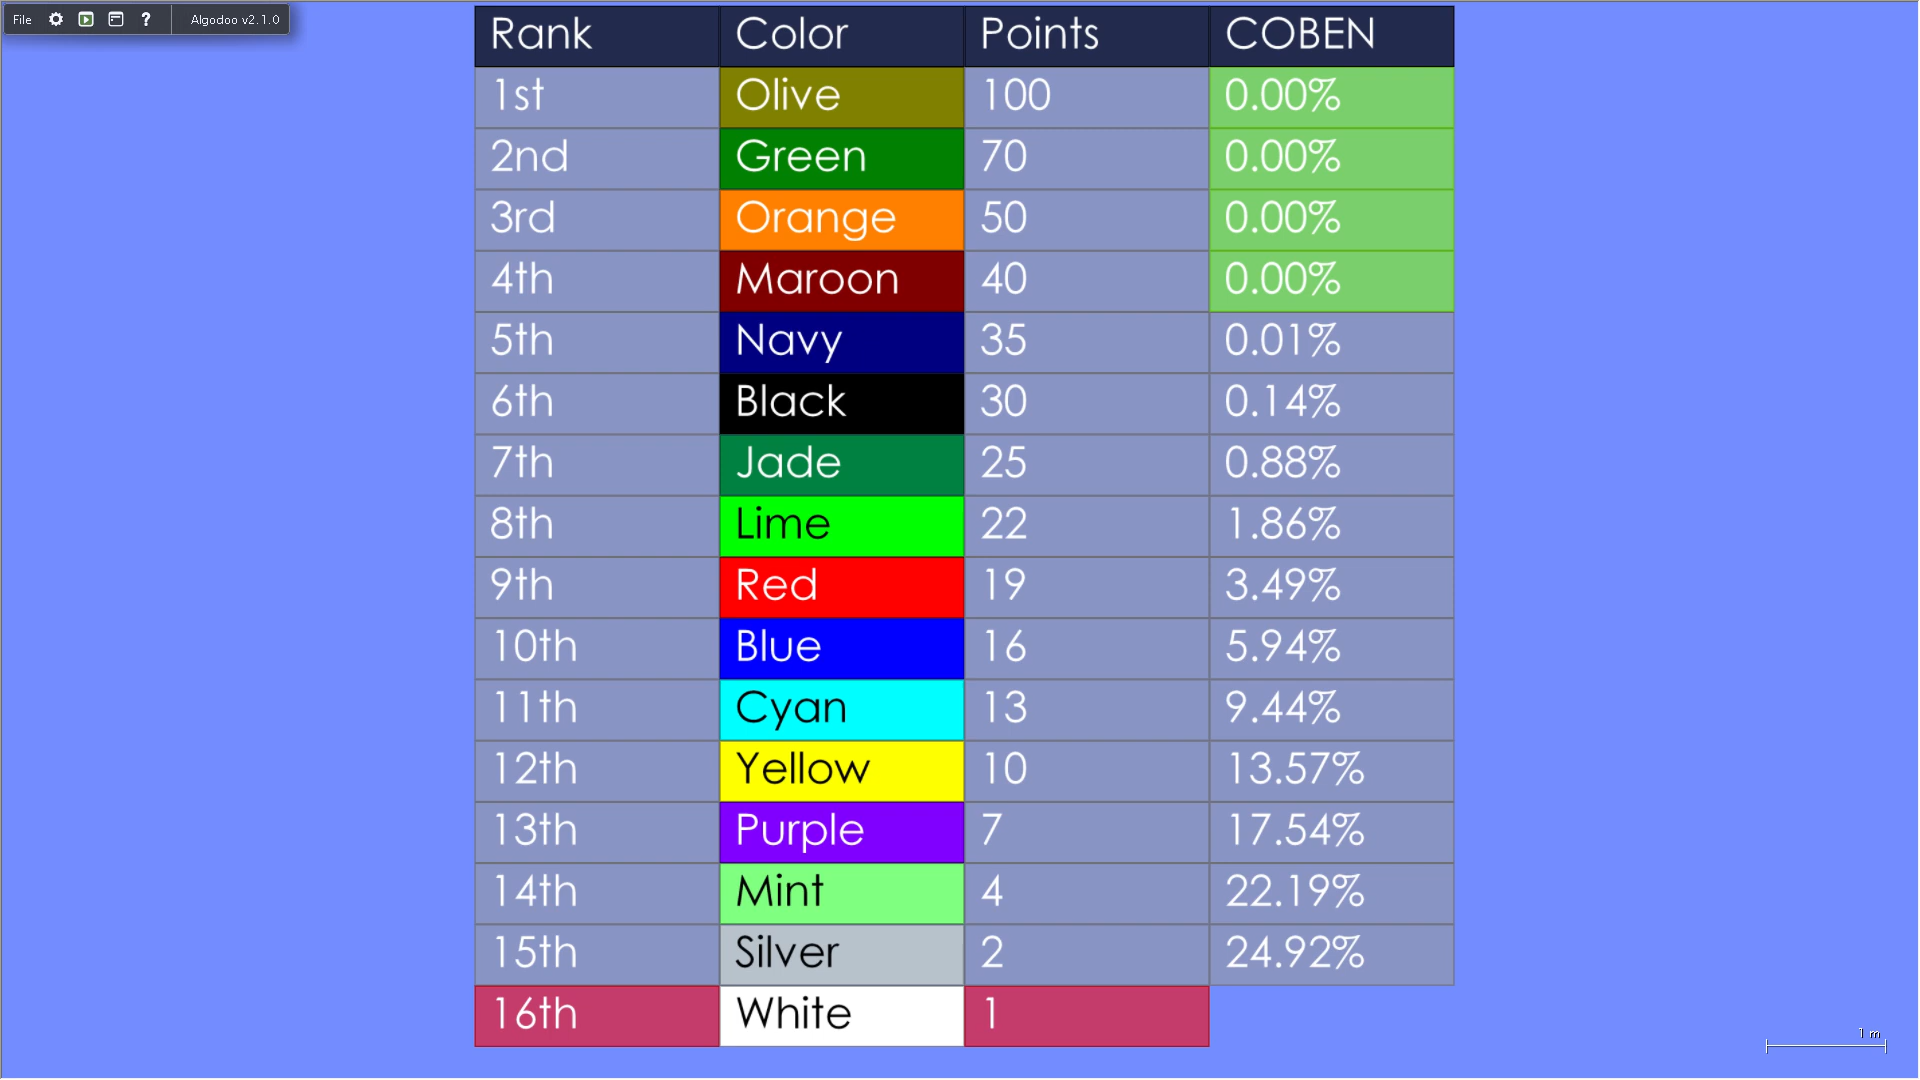 File ? Algodoo v2.1.0
Rank Color Points COBEN
1st Olive 100 0.00%
2nd Green 70 0.00%
3rd Orange 50 0.00%
4th Maroon 40 0.00%
5th Navy 35 0.01%
6th Black 30 0.14%
7th Jade 25 0.88%
8th Lime 22 1.86%
9th Red 19 3.49%
10th Blue 16 5.94%
11th Cyan 13 9.44%
12th Yellow 10 13.57%
13th Purple 7 17.54%
14th Mint 4 22.19%
15th Silver 2 24.92%
16th White 1
1 m